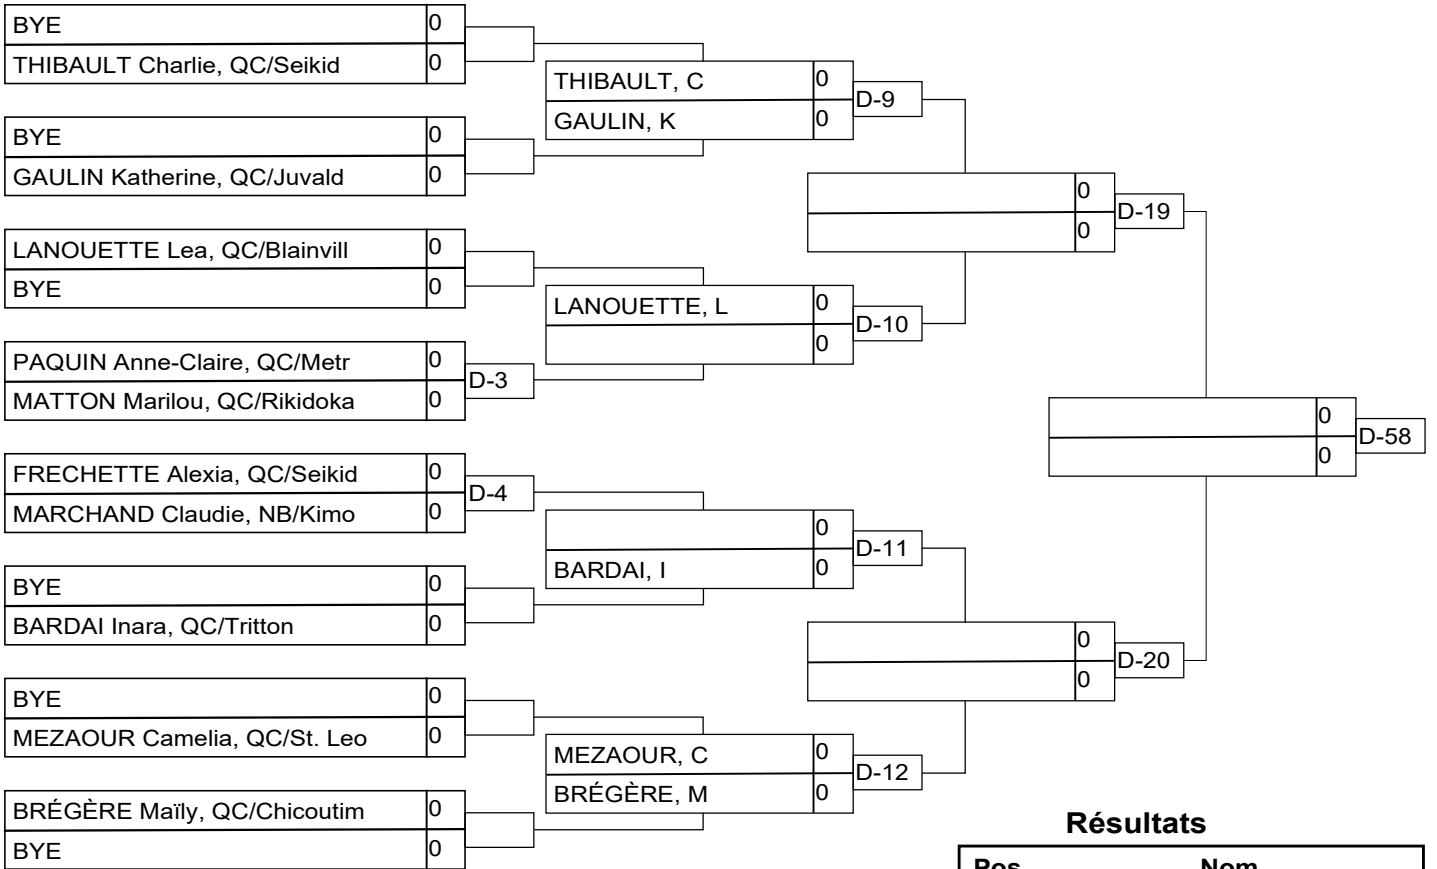 BYE 0
THIBAULT Charlie, QC/Seikid 0
BYE 0
GAULIN Katherine, QC/Juvald 0
LANOUETTE Lea, QC/Blainvill 0
BYE 0
PAQUIN Anne-Claire, QC/Metr 0
MATTON Marilou, QC/Rikidoka 0
D-3
FRECHETTE Alexia, QC/Seikid 0
MARCHAND Claudie, NB/Kimo 0
D-4
BYE 0
BARDAI Inara, QC/Tritton 0
BYE 0
MEZAOUR Camelia, QC/St. Leo 0
BRÉGÈRE Maïly, QC/Chicoutim 0
BYE 0
THIBAULT, C 0
GAULIN, K 0
D-9
LANOUETTE, L 0
0
D-10
0
BARDAI, I 0
D-11
MEZAOUR, C 0
BRÉGÈRE, M 0
D-12
0
0
D-19
0
0
D-20
0
0
D-58
Résultats
Pos Nom